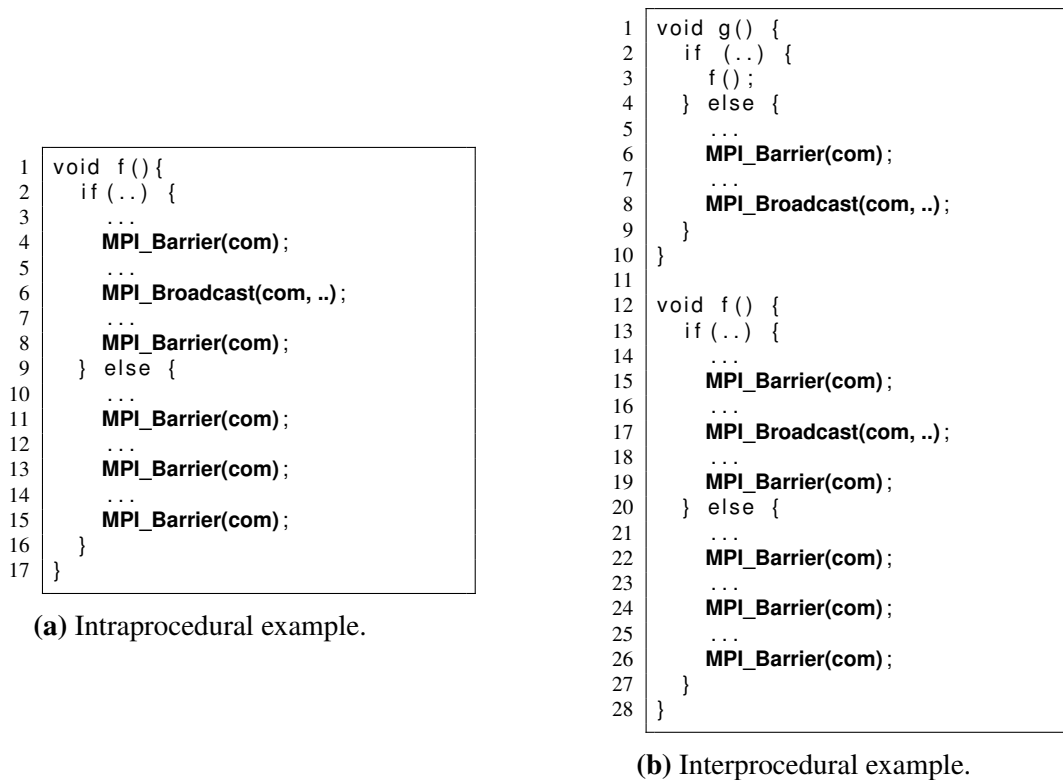 1 void f(){
2 if(..) {
3 ...
4 MPI_Barrier(com);
5 ...
6 MPI_Broadcast(com, ..);
7 ...
8 MPI_Barrier(com);
9 } else {
10 ...
11 MPI_Barrier(com);
12 ...
13 MPI_Barrier(com);
14 ...
15 MPI_Barrier(com);
16 }
17 }
(a) Intraprocedural example.
1 void g() {
2 if (..) {
3 f();
4 } else {
5 ...
6 MPI_Barrier(com);
7 ...
8 MPI_Broadcast(com, ..);
9 }
10 }
11
12 void f() {
13 if(..) {
14 ...
15 MPI_Barrier(com);
16 ...
17 MPI_Broadcast(com, ..);
18 ...
19 MPI_Barrier(com);
20 } else {
21 ...
22 MPI_Barrier(com);
23 ...
24 MPI_Barrier(com);
25 ...
26 MPI_Barrier(com);
27 }
28 }
(b) Interprocedural example.